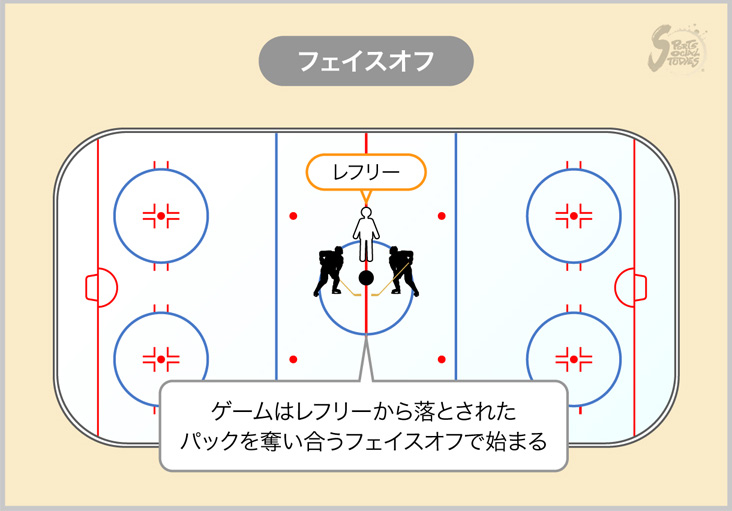 フェイスオフ
SPORTS
SOCIAL
STUDIES
レフリー
ゲームはレフリーから落とされた
パックを奪い合うフェイスオフで始まる